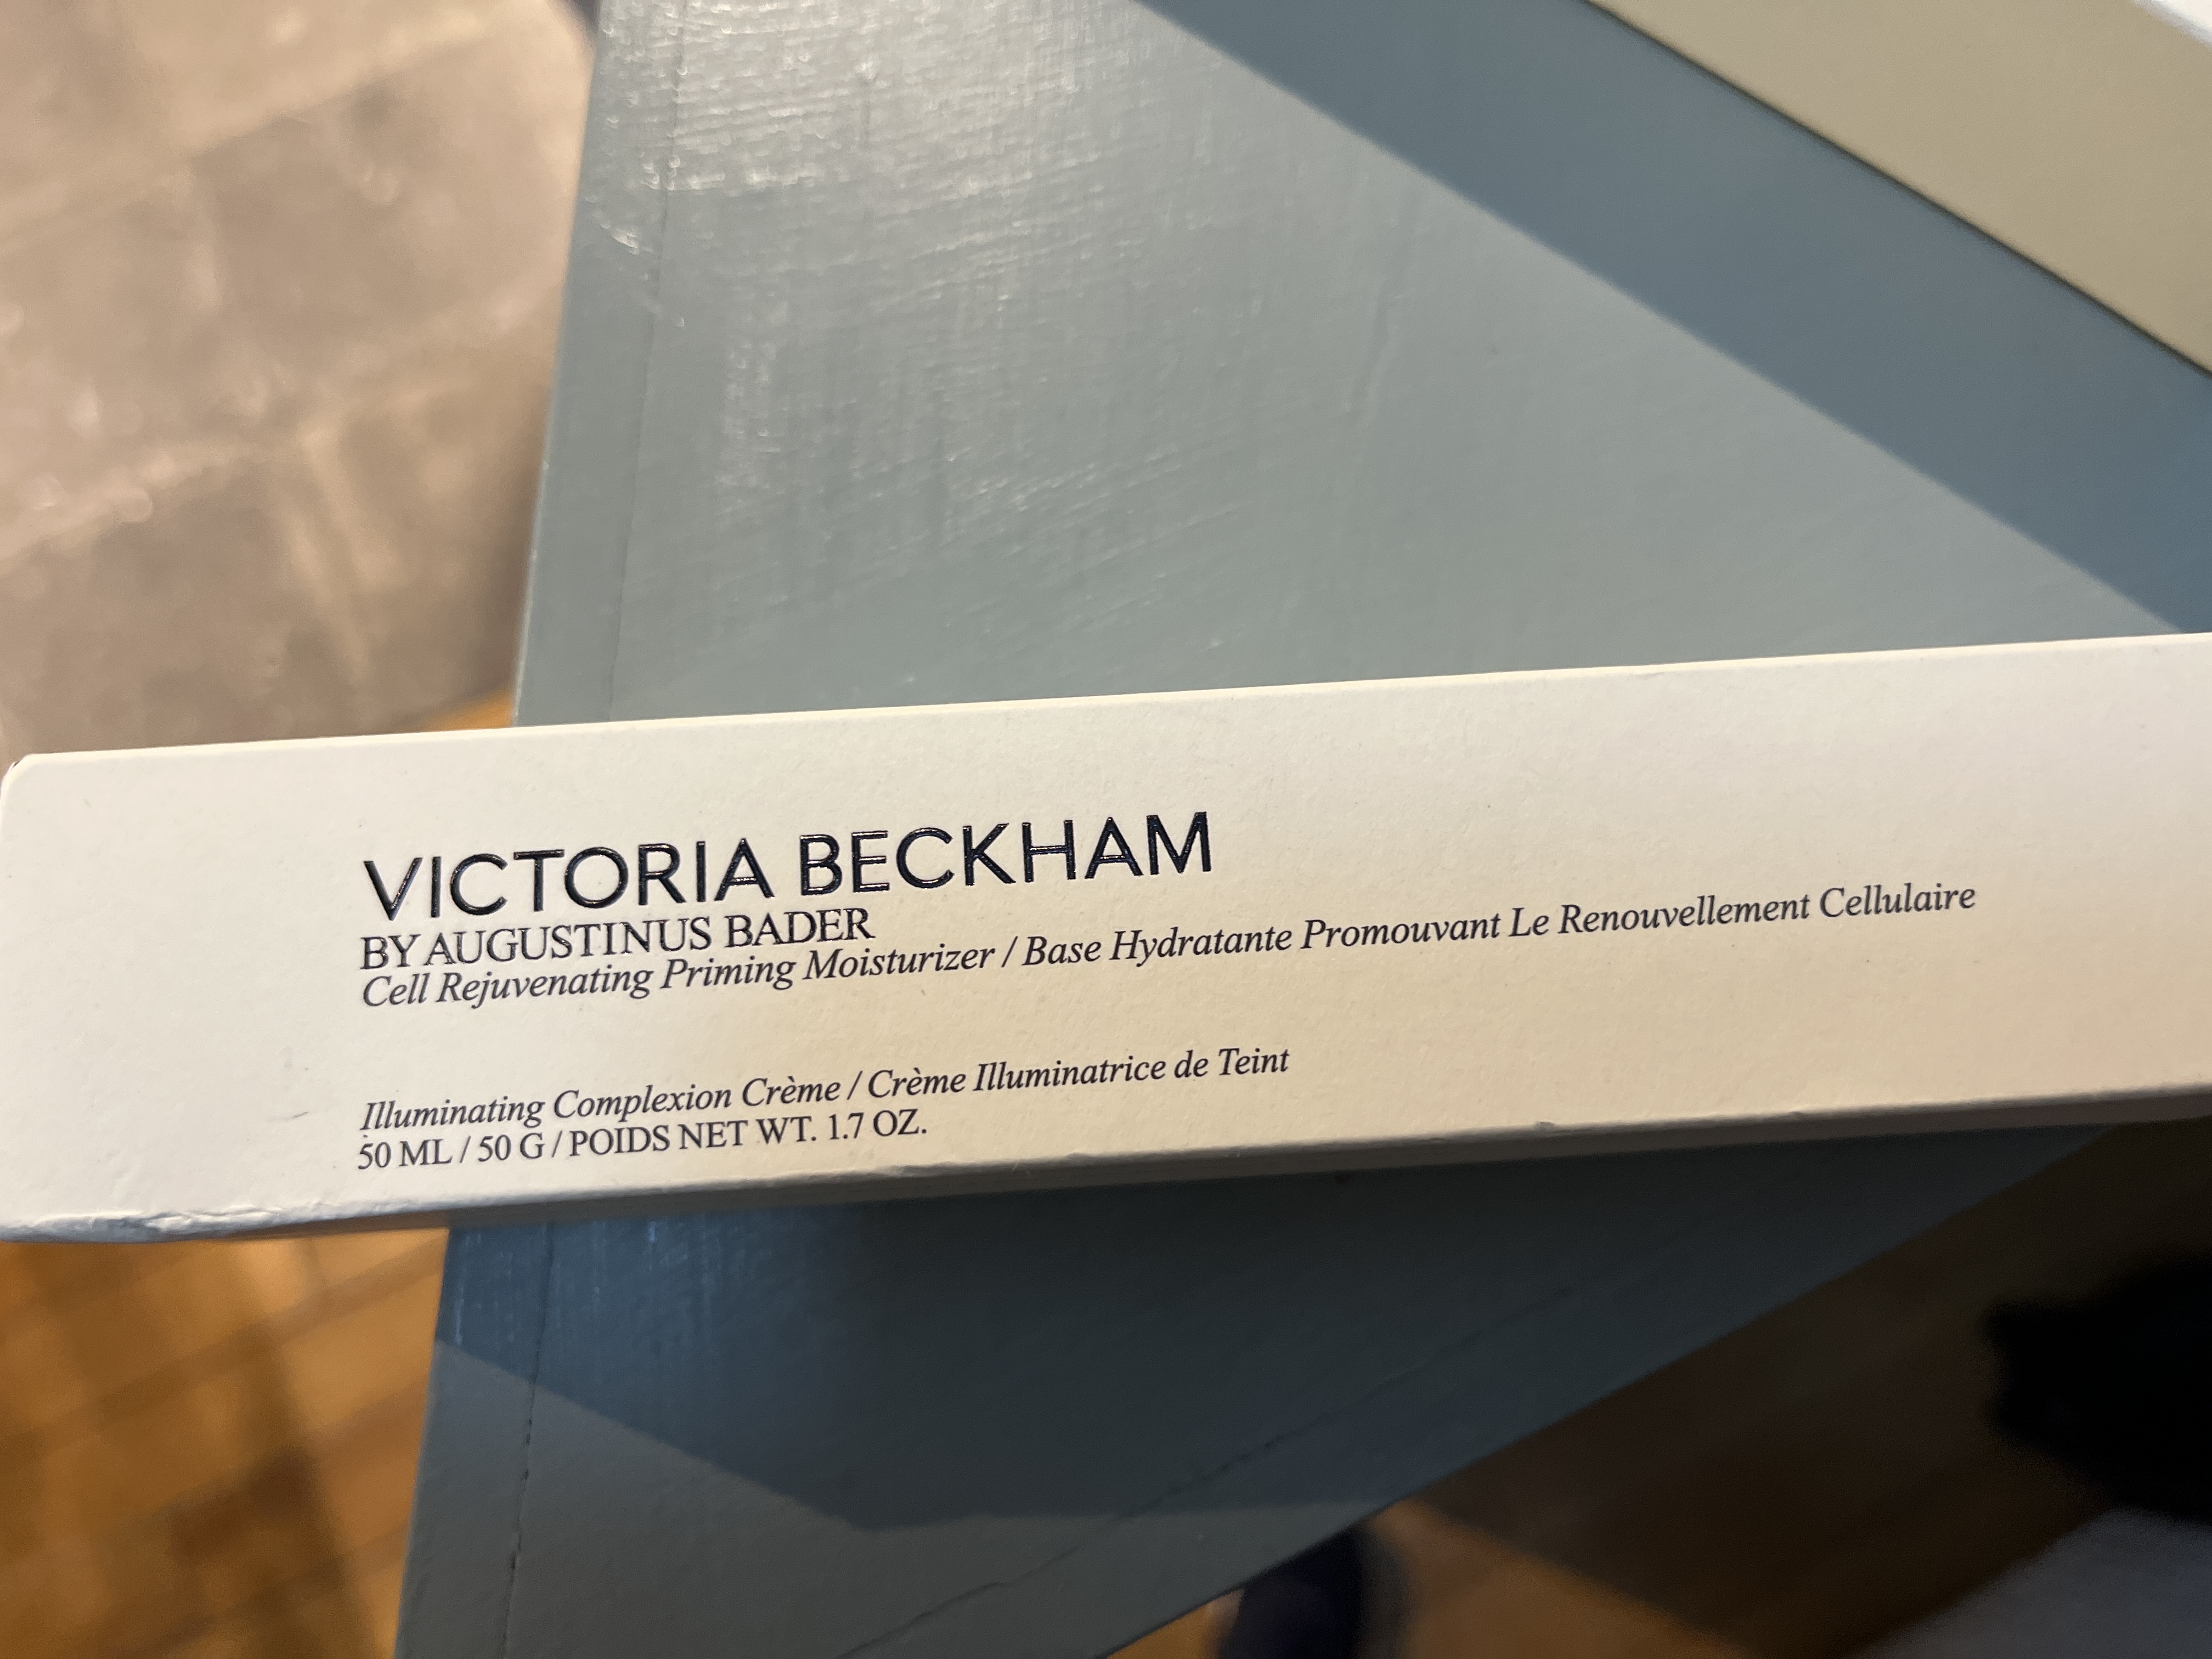 VICTORIA BECKHAM
BY AUGUSTINUS BADER
Cell Rejuvenating Priming Moisturizer / Base Hydratante Promouvant Le Renouvellement Cellulaire
Illuminating Complexion Crème / Crème Illuminatrice de Teint
50 ML / 50 G / POIDS NET WT. 1.7 OZ.